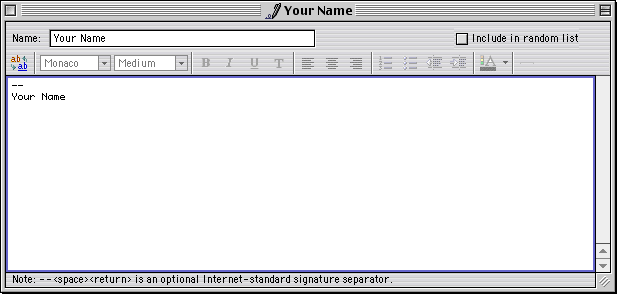 Your Name
Name: Your Name Include in random list
Monaco Medium B I U T A
--
Your Name
Note: --<space><return> is an optional Internet-standard signature separator.